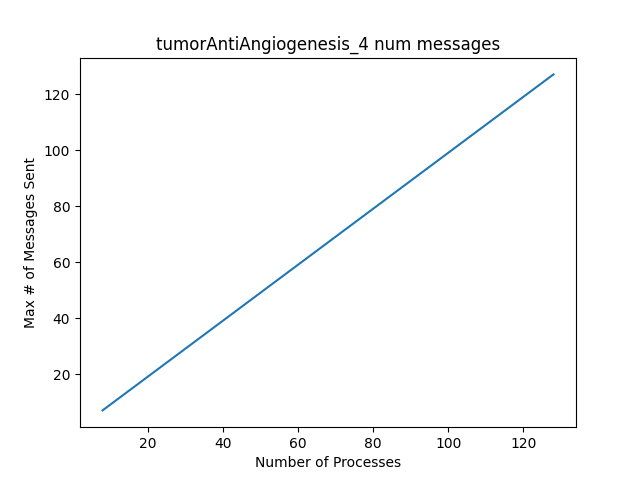 tumorAntiAngiogenesis_4 num messages
Max # of Messages Sent
120
100
80
60
40
20
20 40 60 80 100 120
Number of Processes